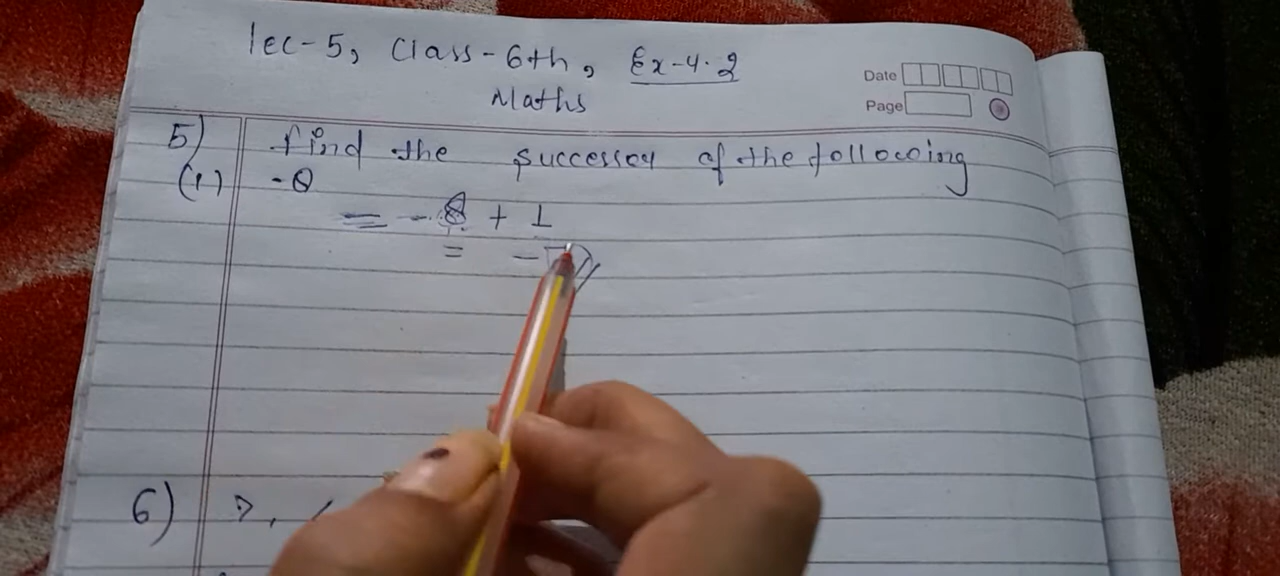 lec-5, Class-6th, Ex-4.2
Maths
Date
Page
5) find the successor of the following
(1) -8
= -8 + 1
= -7
6) >, <